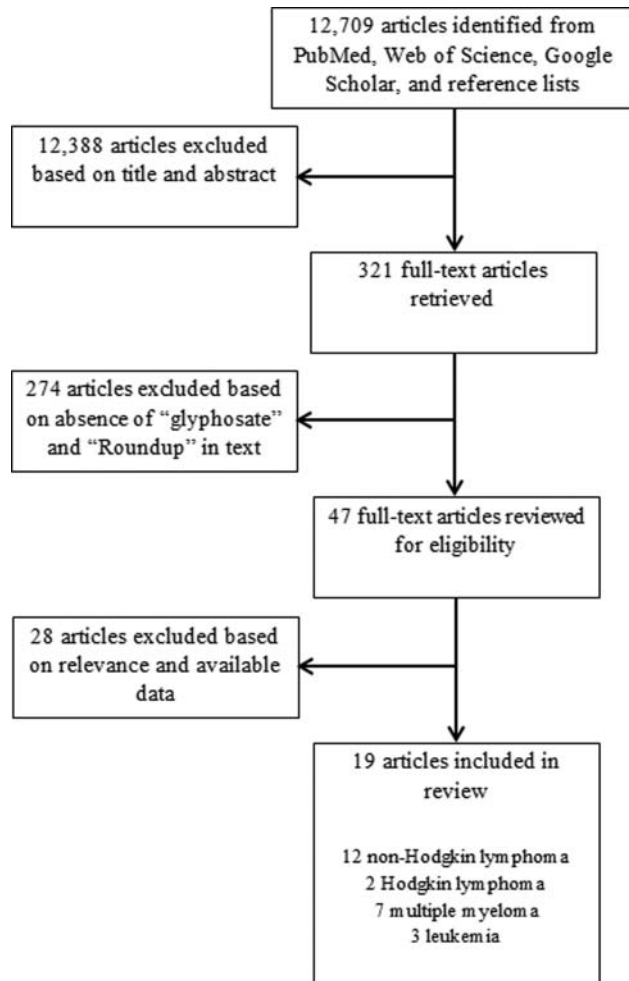 12,709 articles identified from
PubMed, Web of Science, Google
Scholar, and reference lists
12,388 articles excluded
based on title and abstract
321 full-text articles
retrieved
274 articles excluded based
on absence of “glyphosate”
and “Roundup” in text
47 full-text articles reviewed
for eligibility
28 articles excluded based
on relevance and available
data
19 articles included in
review
12 non-Hodgkin lymphoma
2 Hodgkin lymphoma
7 multiple myeloma
3 leukemia